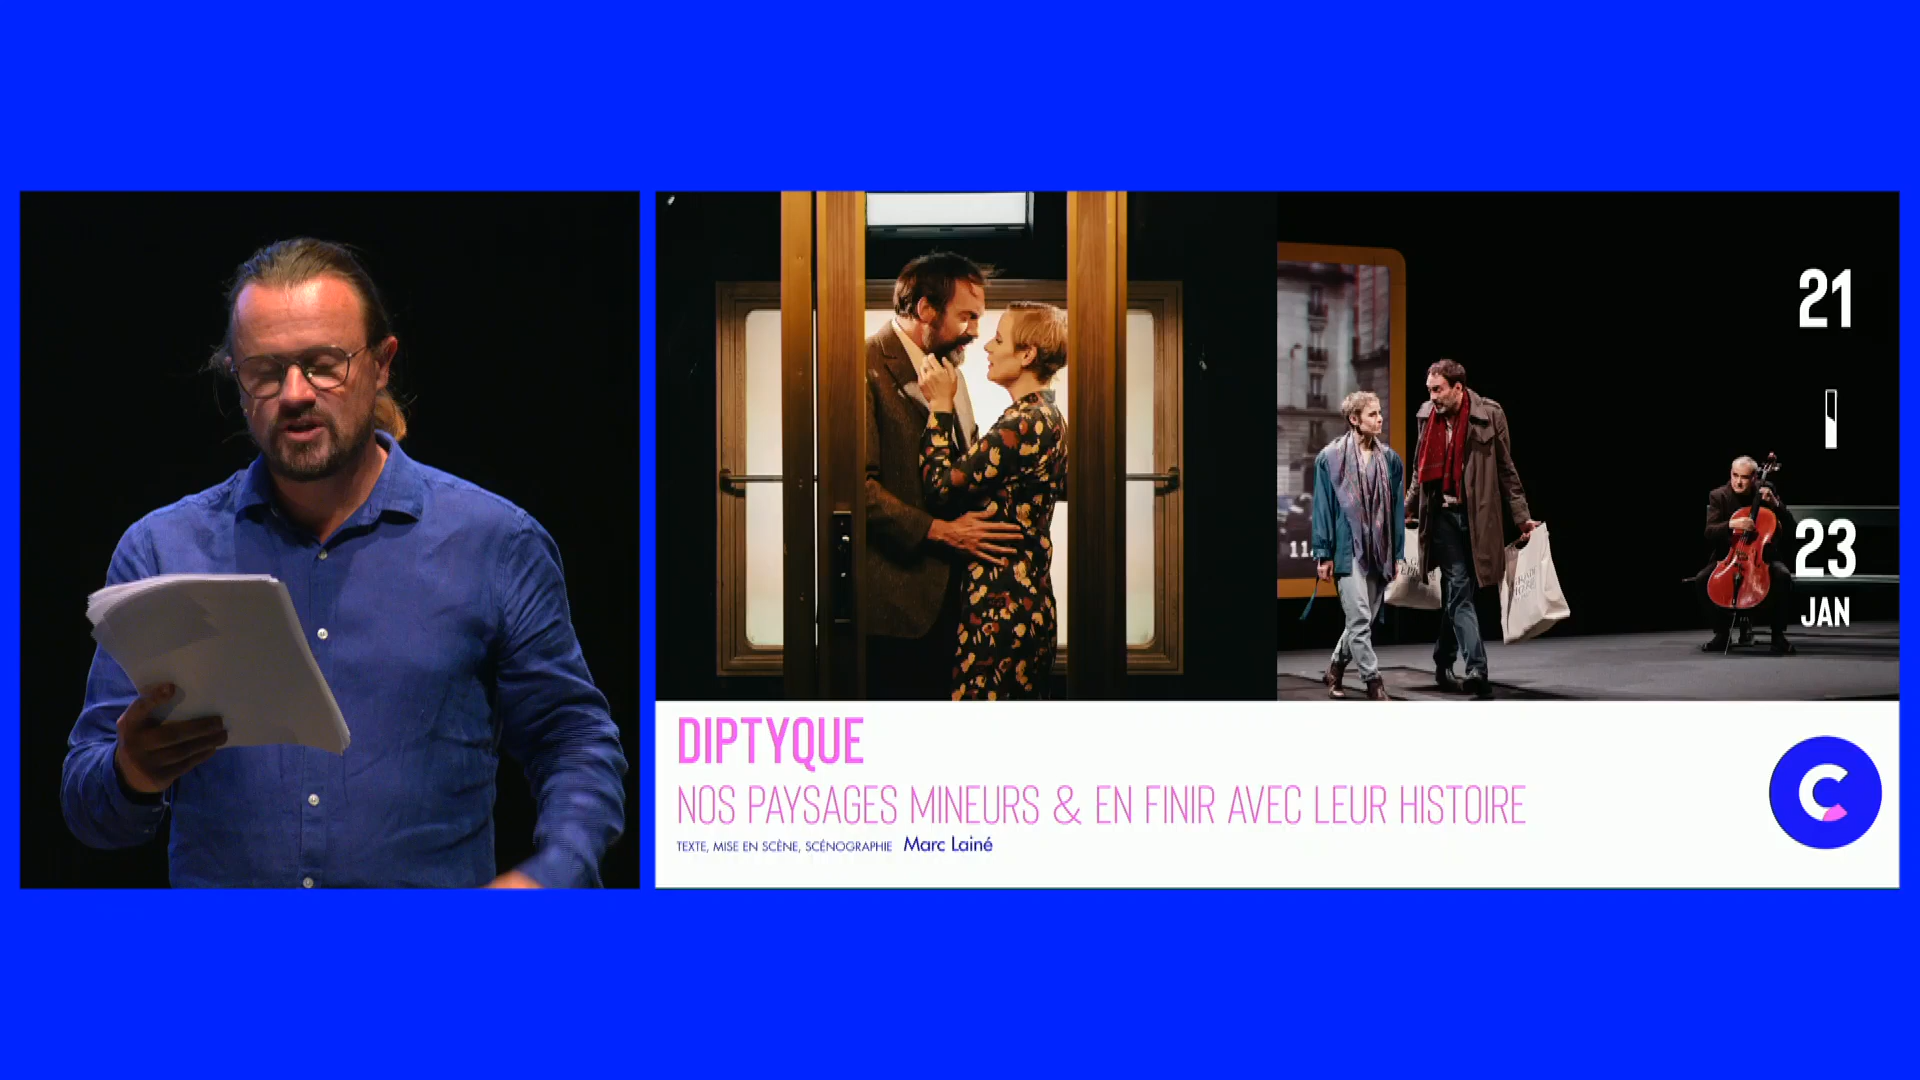 21
23
JAN
11
DIPTYQUE
NOS PAYSAGES MINEURS & EN FINIR AVEC LEUR HISTOIRE
TEXTE, MISE EN SCÈNE, SCÉNOGRAPHIE Marc Lainé
C